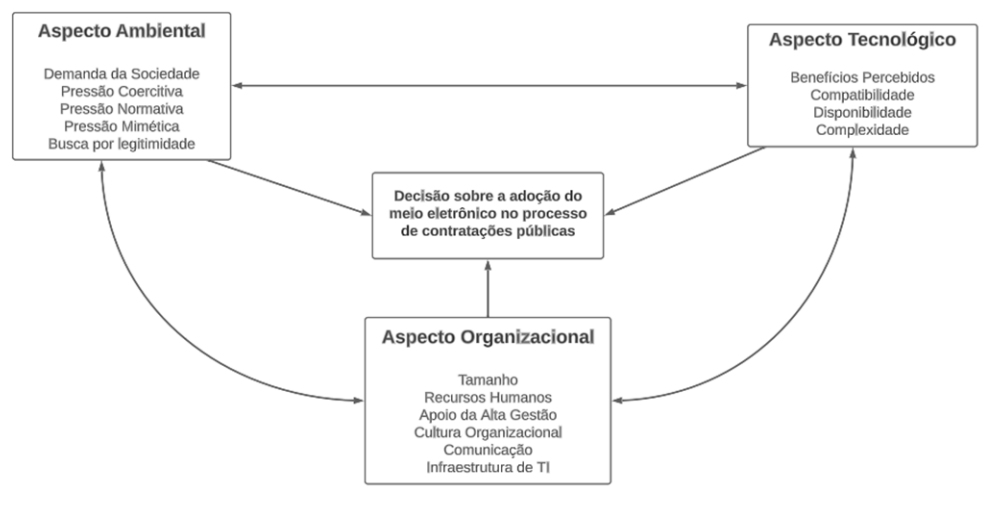 Aspecto Ambiental
Demanda da Sociedade
Pressão Coercitiva
Pressão Normativa
Pressão Mimética
Busca por legitimidade
Aspecto Tecnológico
Benefícios Percebidos
Compatibilidade
Disponibilidade
Complexidade
Decisão sobre a adoção do
meio eletrônico no processo
de contratações públicas
Aspecto Organizacional
Tamanho
Recursos Humanos
Apoio da Alta Gestão
Cultura Organizacional
Comunicação
Infraestrutura de TI